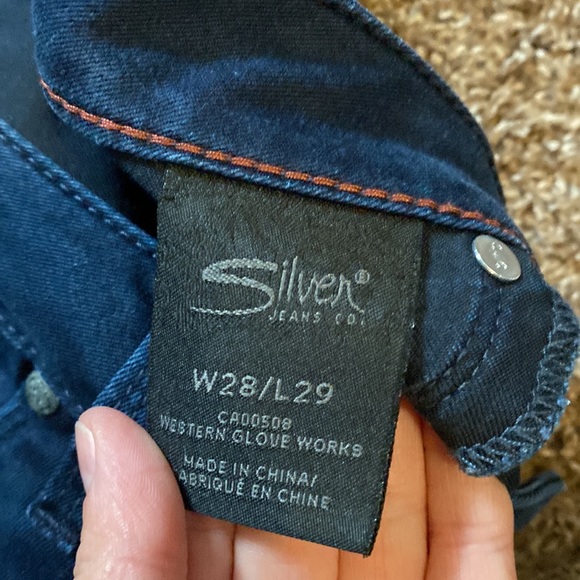 Silver®
JEANS CO.
W28/L29
CA00508
WESTERN GLOVE WORKS
MADE IN CHINA/
FABRIQUÉ EN CHINE